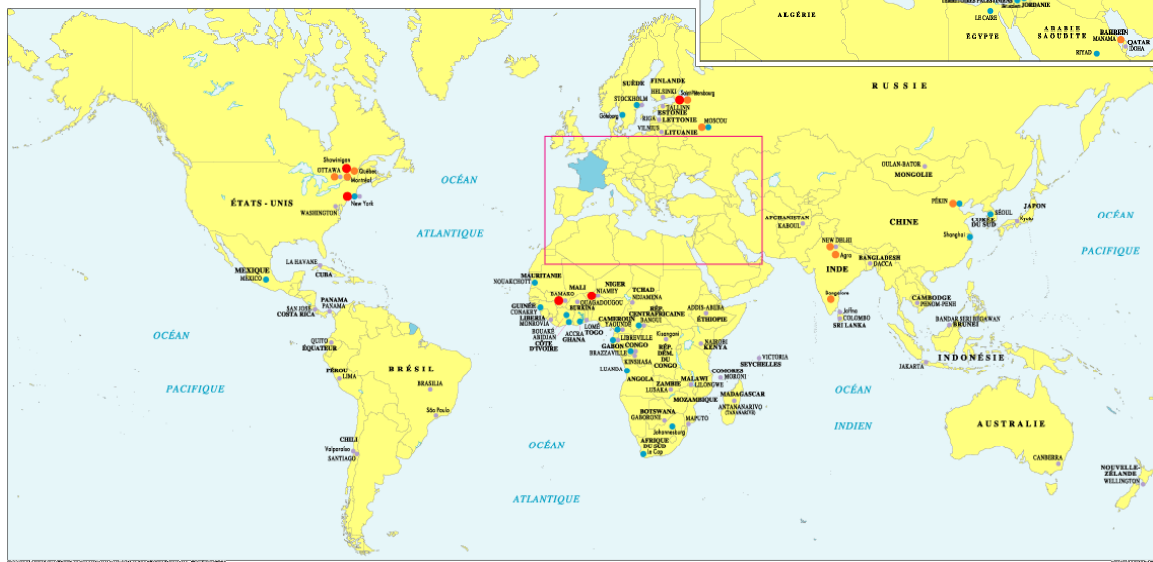 ALGÉRIE
LE CAIRE
JORDANIE
ÉGYPTE
ARABIE
SAOUDITE
RIYAD
BAHREIN
MANAMA
QATAR
DOHA
RUSSIE
SUÈDE
FINLANDE
HELSINKI
Saint-Pétersbourg
STOCKHOLM
TALLINN
ESTONIE
Göteborg
RIGA
LETTONIE
VILNIUS
LITUANIE
MOSCOU
Shawinigan
OTTAWA
Québec
Montréal
ÉTATS - UNIS
New York
WASHINGTON
OCÉAN
ATLANTIQUE
OULAN-BATOR
MONGOLIE
PÉKIN
SÉOUL
CORÉE
DU SUD
JAPON
Kyoto
CHINE
Shanghai
OCÉAN
PACIFIQUE
AFGHANISTAN
KABOUL
NEW DELHI
Agra
BANGLADESH
DACCA
INDE
Bangalore
Jaffna
COLOMBO
SRI LANKA
CAMBODGE
PHNOM-PENH
BANDAR SERI BEGAWAN
BRUNEI
INDONÉSIE
JAKARTA
LA HAVANE
CUBA
MEXIQUE
MEXICO
SAN JOSÉ
COSTA RICA
PANAMA
PANAMA
QUITO
ÉQUATEUR
PÉROU
LIMA
BRÉSIL
BRASILIA
São Paulo
CHILI
Valparaiso
SANTIAGO
OCÉAN
PACIFIQUE
MAURITANIE
NOUAKCHOTT
MALI
BAMAKO
NIGER
NIAMEY
OUAGADOUGOU
BURKINA
TCHAD
NDJAMENA
GUINÉE
CONAKRY
LIBERIA
MONROVIA
BOUAKÉ
ABIDJAN
CÔTE
D'IVOIRE
ACCRA
GHANA
LOMÉ
TOGO
CAMEROUN
YAOUNDÉ
RÉP.
CENTRAFRICAINE
BANGUI
ADDIS-ABEBA
ÉTHIOPIE
LIBREVILLE
GABON
CONGO
BRAZZAVILLE
KINSHASA
Kisangani
RÉP.
DÉM.
DU
CONGO
NAIROBI
KENYA
LUANDA
ANGOLA
VICTORIA
SEYCHELLES
COMORES
MORONI
MALAWI
LILONGWE
ZAMBIE
LUSAKA
MOZAMBIQUE
MADAGASCAR
ANTANANARIVO
(TANANARIVE)
BOTSWANA
GABORONE
MAPUTO
Johannesburg
AFRIQUE
DU SUD
le Cap
OCÉAN
INDIEN
OCÉAN
ATLANTIQUE
AUSTRALIE
CANBERRA
NOUVELLE-
ZÉLANDE
WELLINGTON